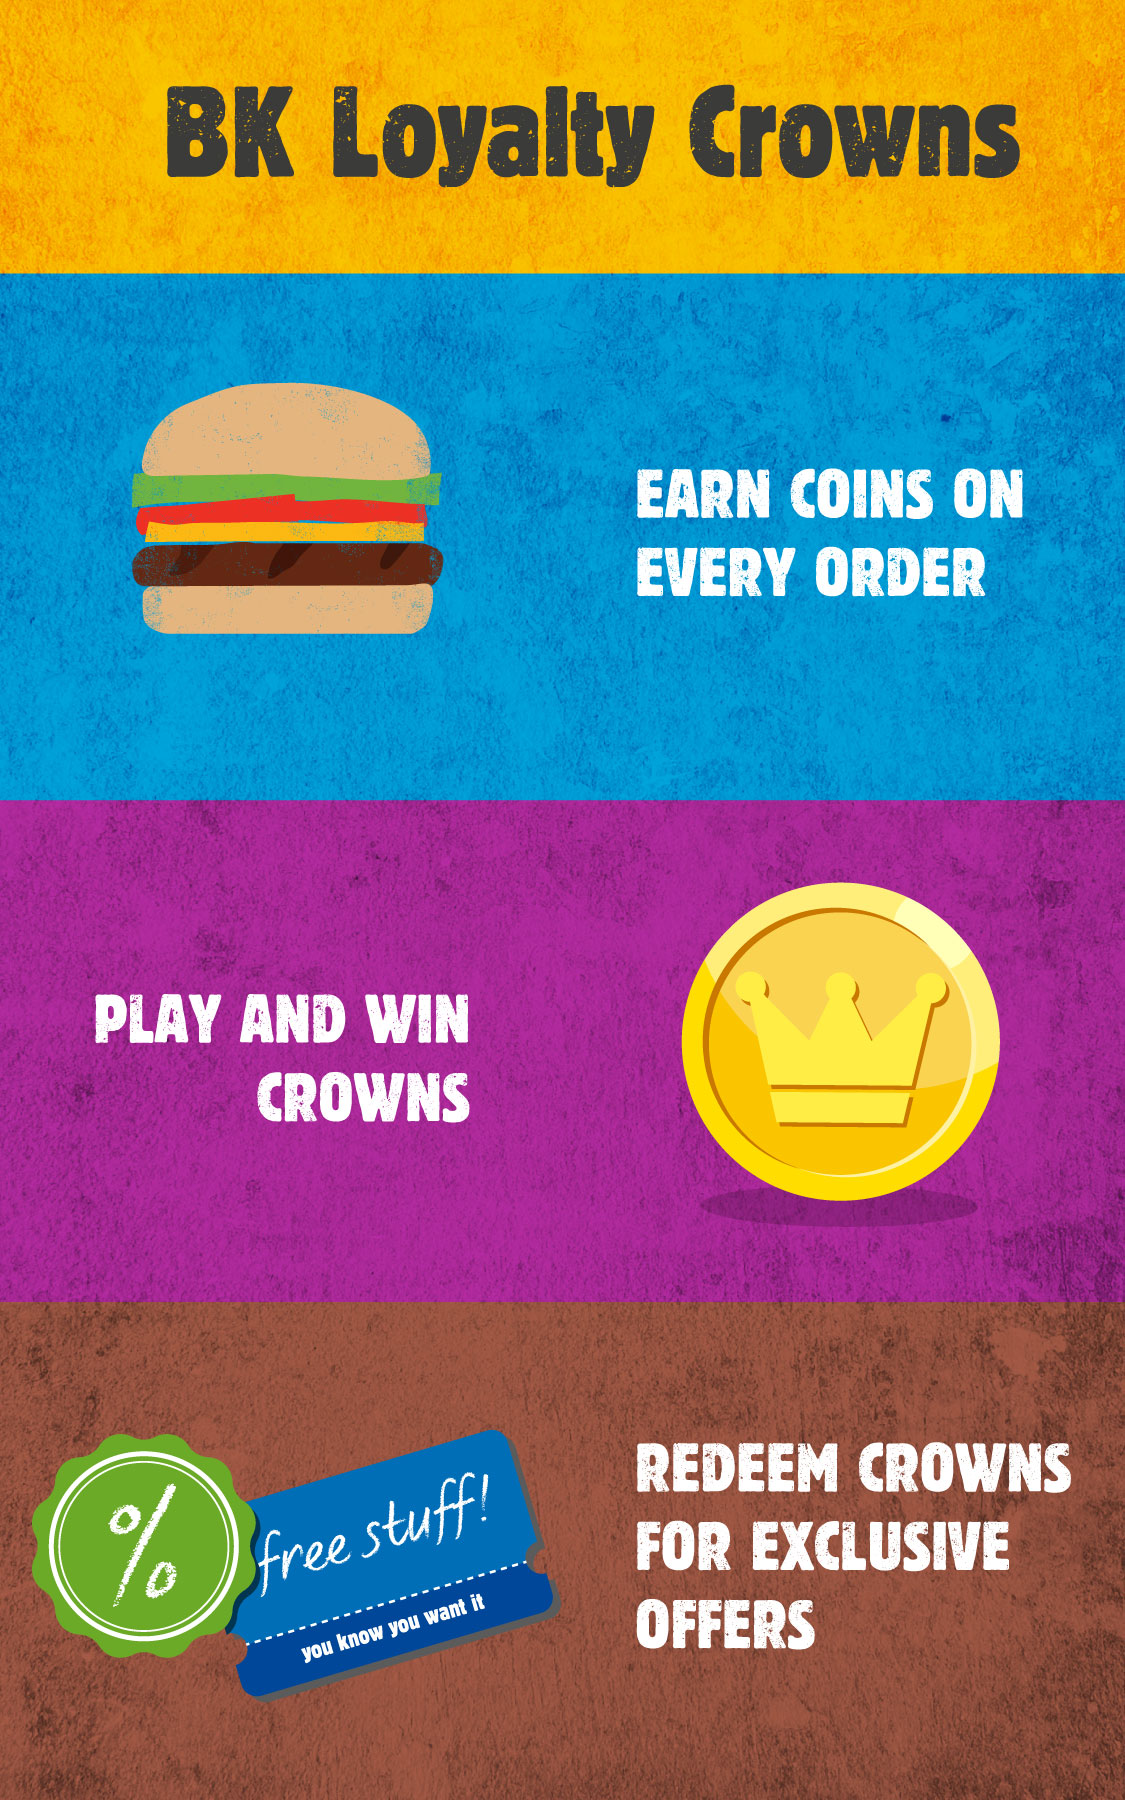 BK Loyalty Crowns
EARN COINS ON
EVERY ORDER
PLAY AND WIN
CROWNS
%
free stuff!
you know you want it
REDEEM CROWNS
FOR EXCLUSIVE
OFFERS